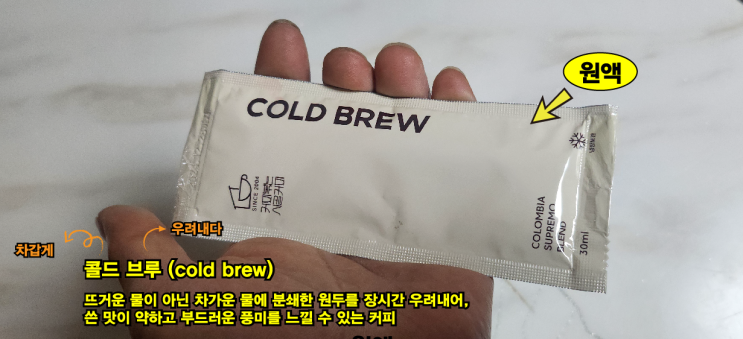 원액
COLD BREW
SINCE 2004
COLOMBIA
SUPREMO
BLEND
30ml
차갑게
우려내다
콜드 브루 (cold brew)
뜨거운 물이 아닌 차가운 물에 분쇄한 원두를 장시간 우려내어,
쓴 맛이 약하고 부드러운 풍미를 느낄 수 있는 커피